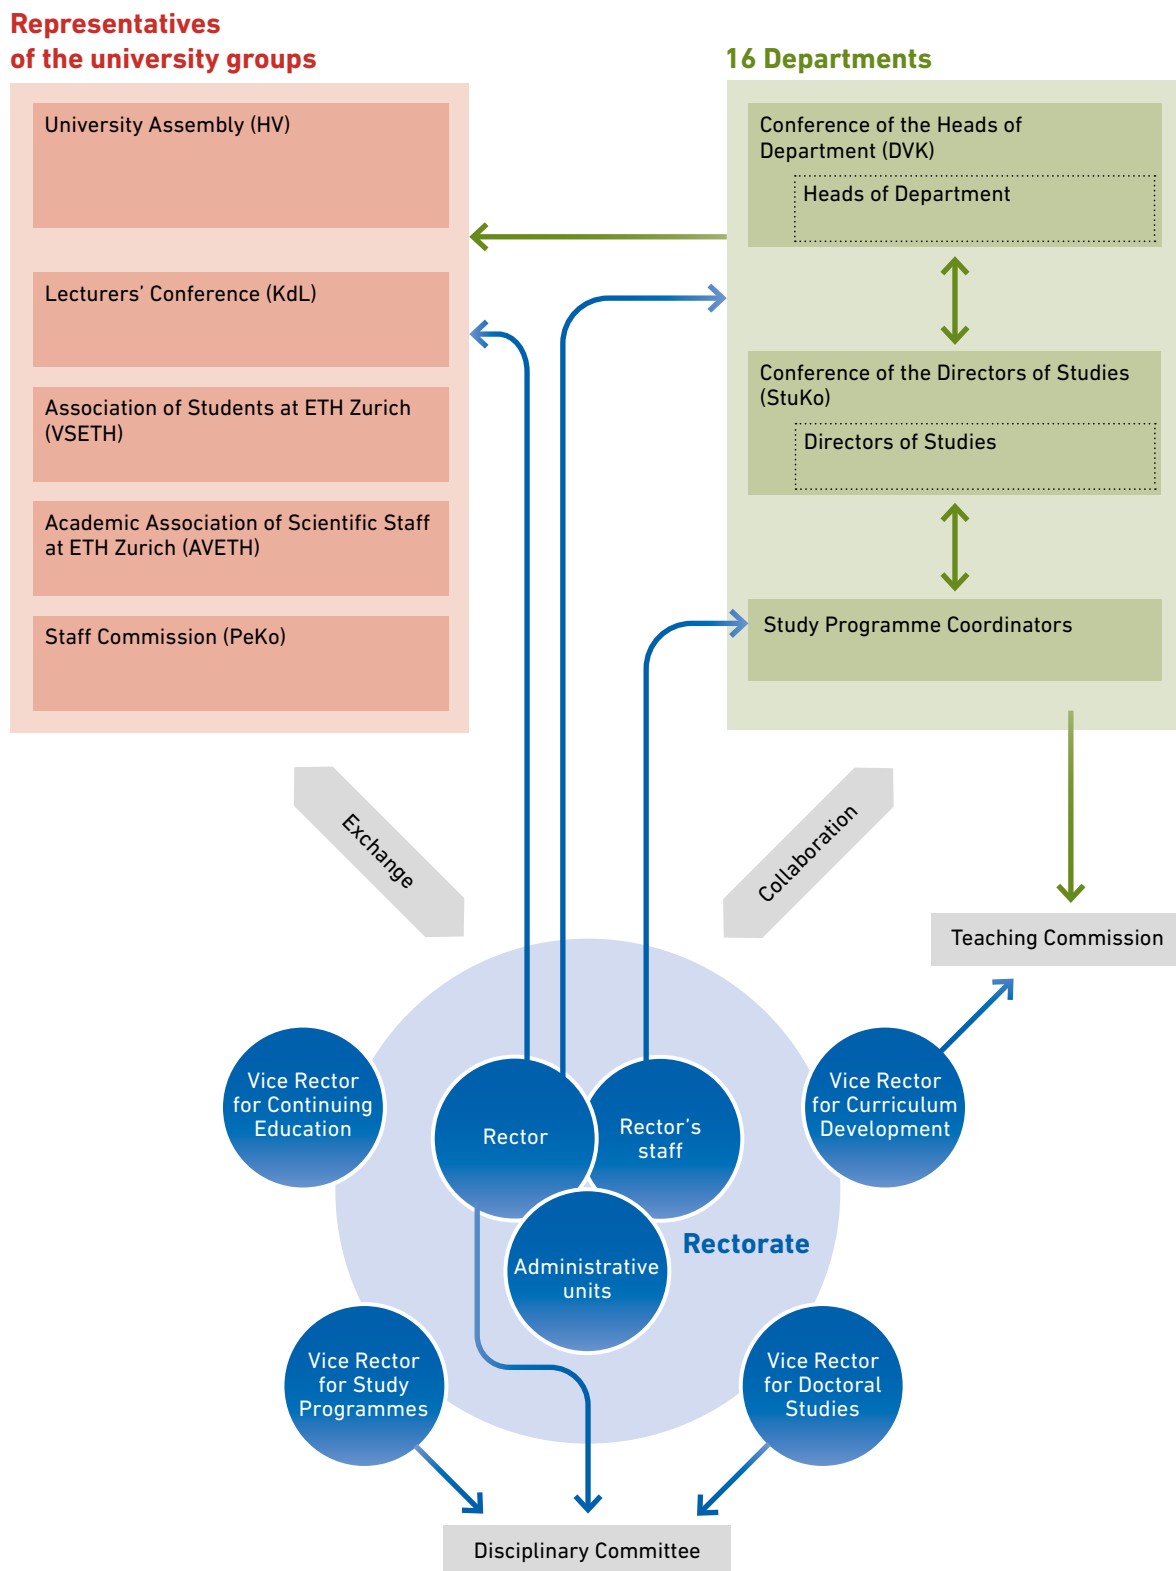 Representatives
of the university groups
University Assembly (HV)
Lecturers’ Conference (KdL)
Association of Students at ETH Zurich
(VSETH)
Academic Association of Scientific Staff
at ETH Zurich (AVETH)
Staff Commission (PeKo)
16 Departments
Conference of the Heads of
Department (DVK)
Heads of Department
Conference of the Directors of Studies
(StuKo)
Directors of Studies
Study Programme Coordinators
Exchange
Collaboration
Teaching Commission
Vice Rector
for Continuing
Education
Rector
Rector’s
staff
Vice Rector
for Curriculum
Development
Rectorate
Administrative
units
Vice Rector
for Study
Programmes
Vice Rector
for Doctoral
Studies
Disciplinary Committee